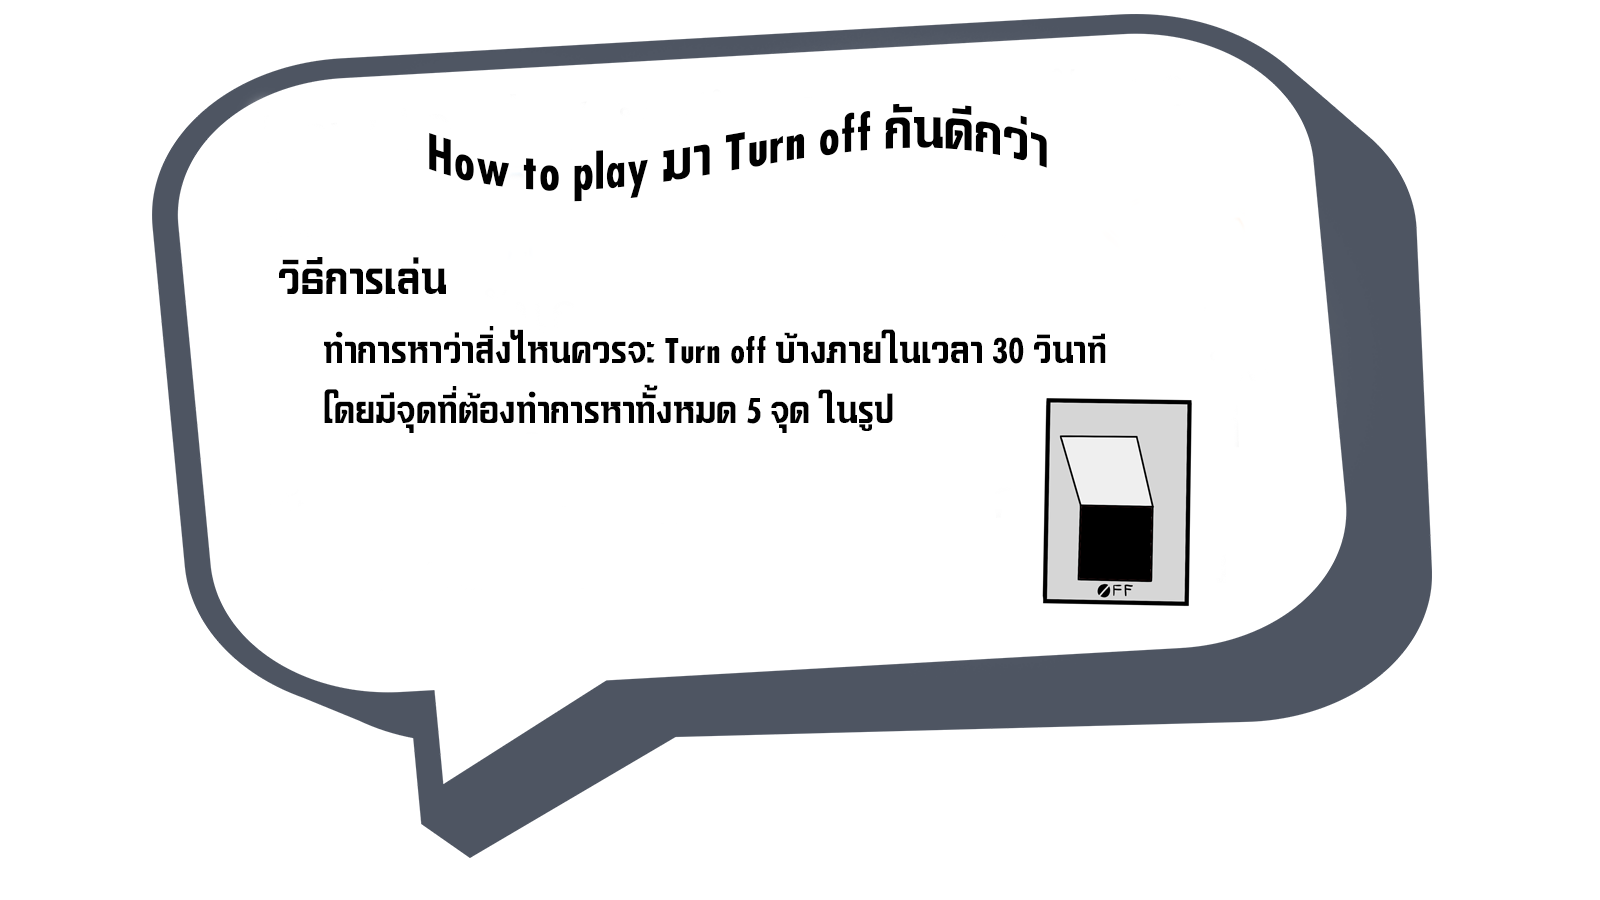 How to play มา Turn off กันดีกว่า
วิธีการเล่น
ทำการหาว่าสิ่งไหนควรจะ Turn off บ้างภายในเวลา 30 วินาที
โดยมีจุดที่ต้องทำการหาทั้งหมด 5 จุด ในรูป
OFF